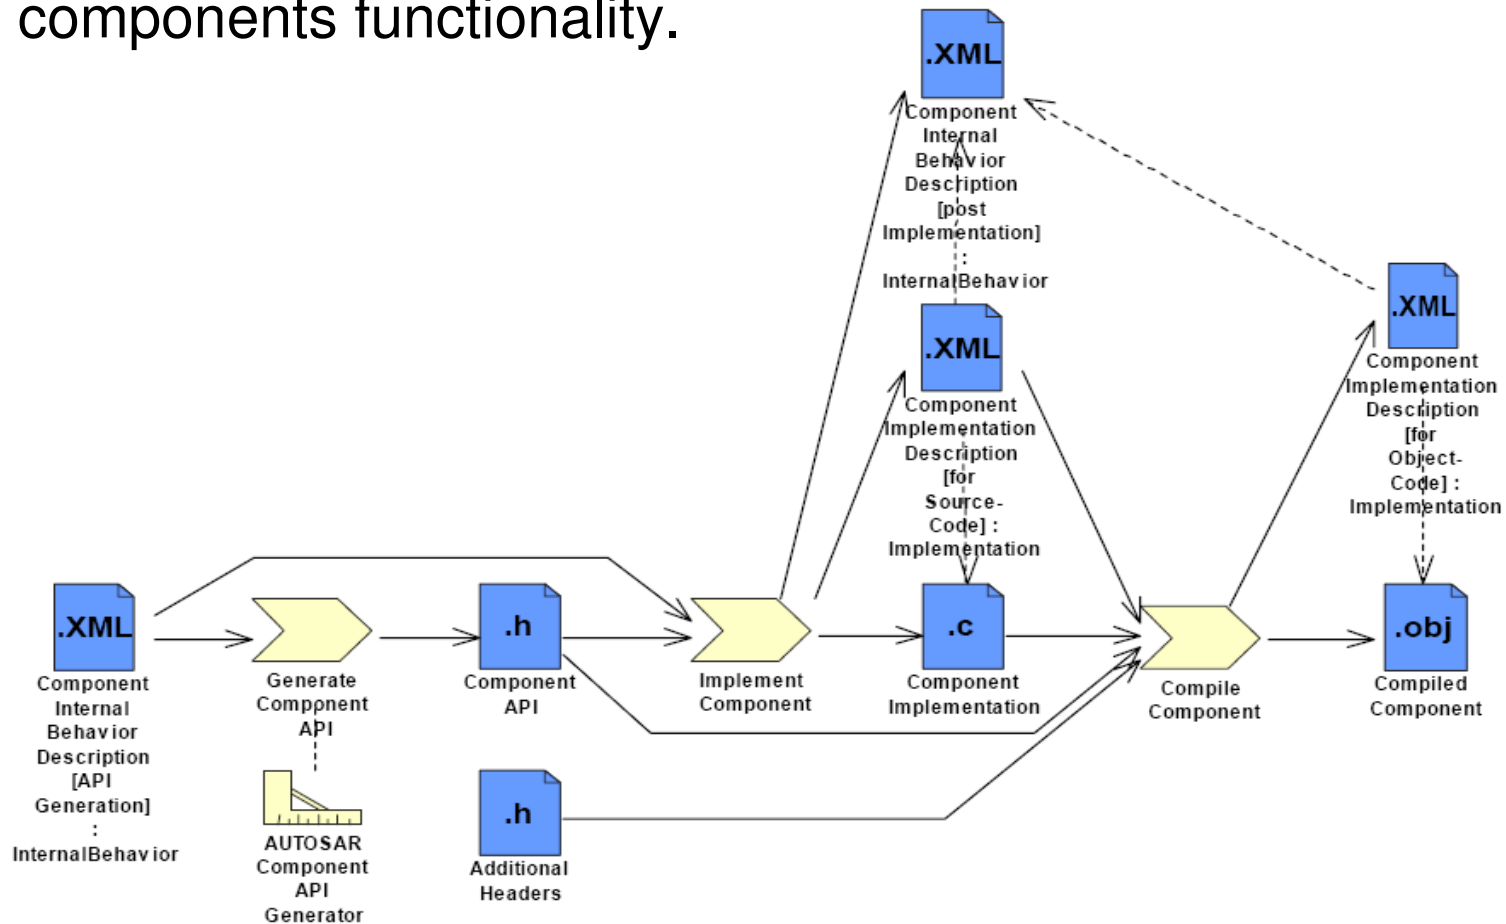 components functionality.
.XML
Component
Internal
Behavior
Description
[post
Implementation]
:
InternalBehavior
.XML
Component
Implementation
Description
[for
Source-
Code] :
Implementation
.XML
Component
Implementation
Description
[for
Object-
Code] :
Implementation
.XML
Component
Internal
Behavior
Description
[API
Generation]
:
InternalBehavior
Generate
Component
API
AUTOSAR
Component
API
Generator
.h
Component
API
.h
Additional
Headers
Implement
Component
.c
Component
Implementation
Compile
Component
.obj
Compiled
Component